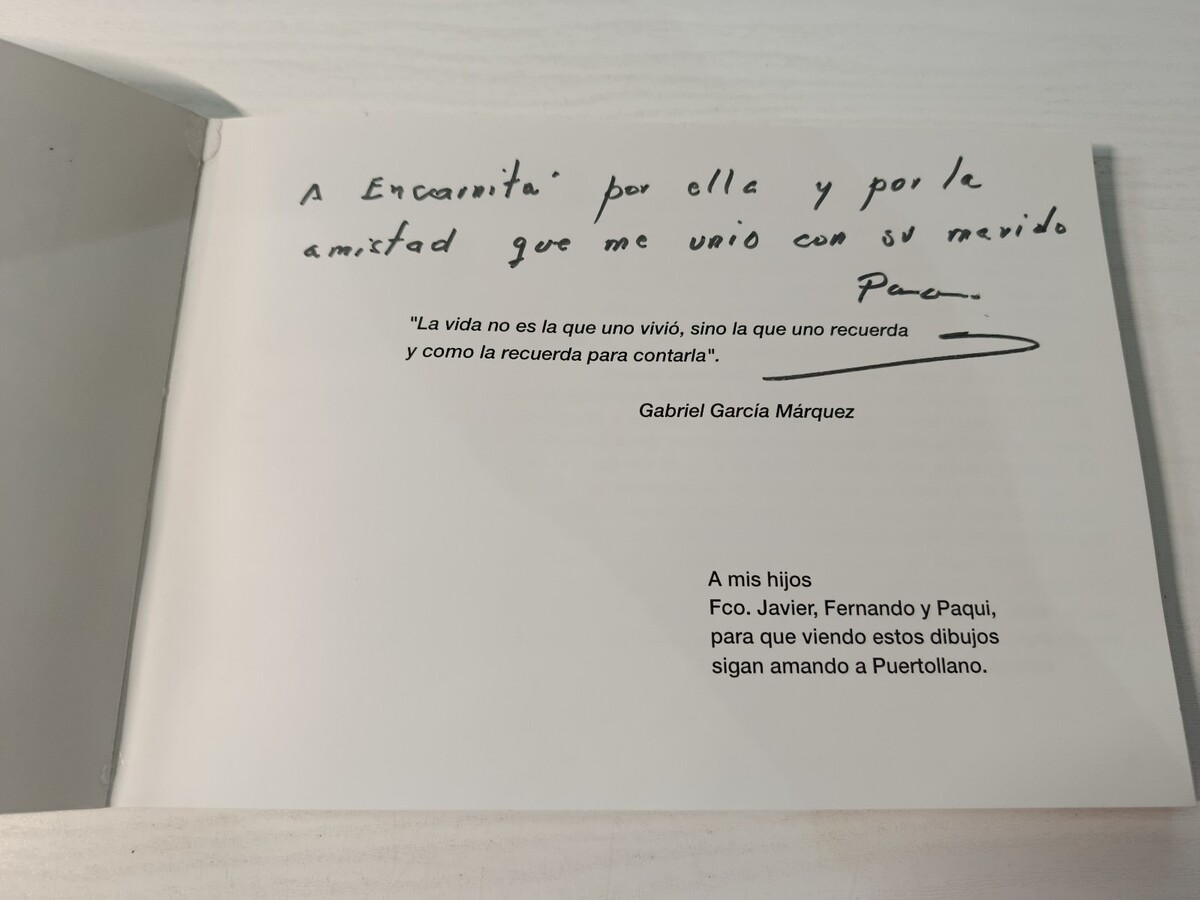 A Encarnita por ella y por la
amistad que me unio con su marido
"La vida no es la que uno vivió, sino la que uno recuerda
y como la recuerda para contarla".
Gabriel García Márquez
A mis hijos
Fco. Javier, Fernando y Paqui,
para que viendo estos dibujos
sigan amando a Puertollano.